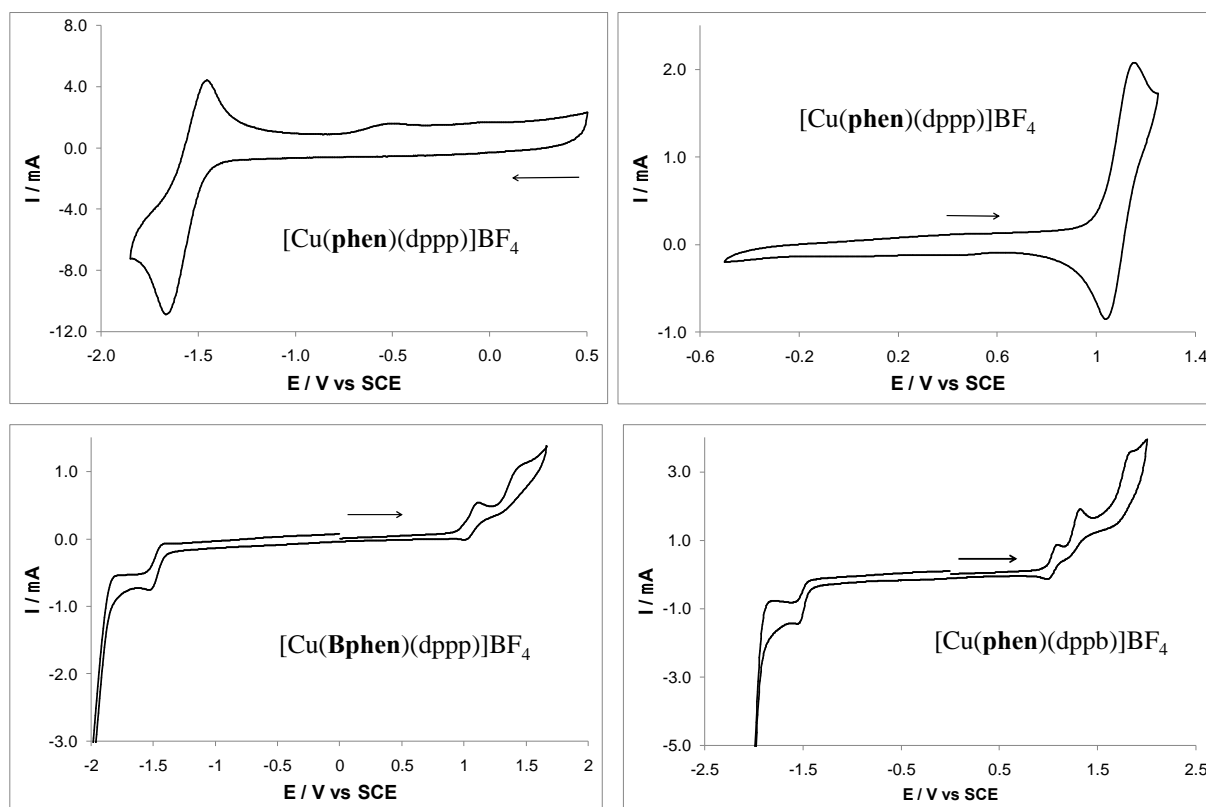 8.0
4.0
0.0
-4.0
-8.0
-12.0
I / mA
[Cu(phen)(dppp)]BF₄
-2.0 -1.5 -1.0 -0.5 0.0 0.5
E / V vs SCE
2.0
1.0
0.0
-1.0
I / mA
[Cu(phen)(dppp)]BF₄
-0.6 -0.2 0.2 0.6 1 1.4
E / V vs SCE
1.0
0.0
-1.0
-2.0
-3.0
I / mA
[Cu(Bphen)(dppp)]BF₄
-2 -1.5 -1 -0.5 0 0.5 1 1.5 2
E / V vs SCE
3.0
1.0
-1.0
-3.0
-5.0
I / mA
[Cu(phen)(dppb)]BF₄
-2.5 -1.5 -0.5 0.5 1.5 2.5
E / V vs SCE